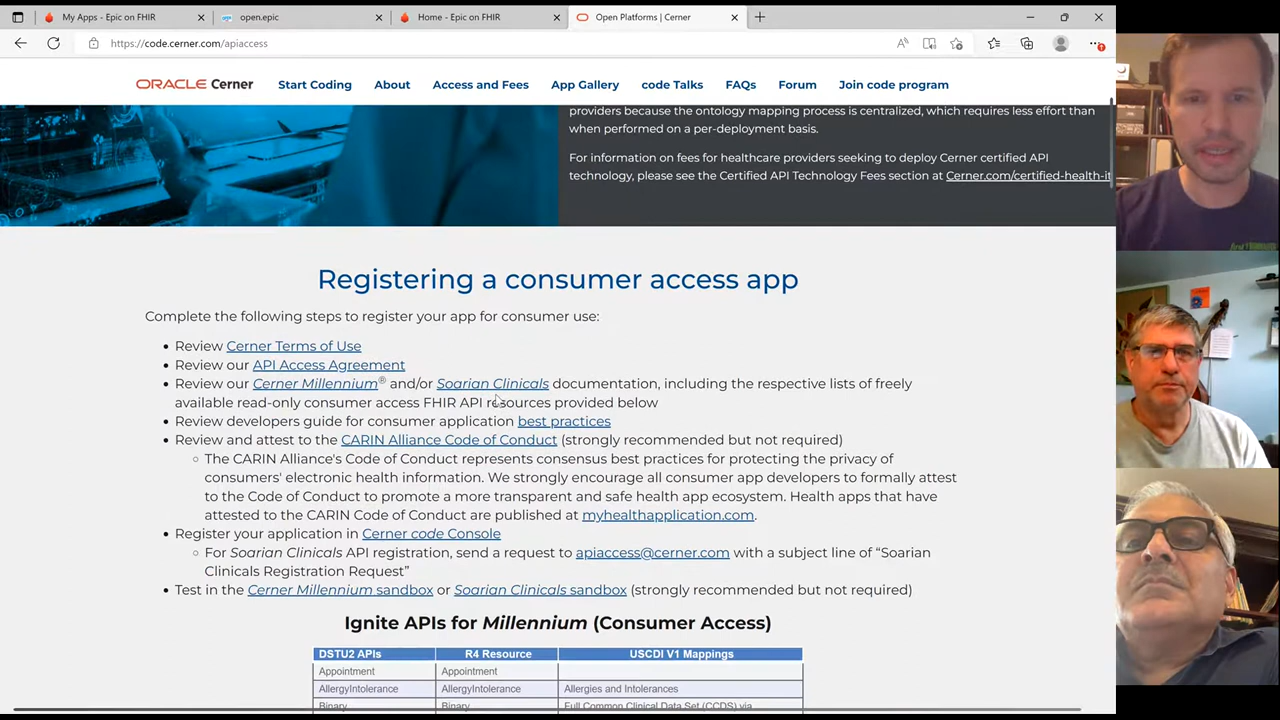 My Apps - Epic on FHIR
open.epic
Home - Epic on FHIR
Open Platforms | Cerner
https://code.cerner.com/apiaccess
ORACLE Cerner
Start Coding
About
Access and Fees
App Gallery
code Talks
FAQs
Forum
Join code program
providers because the ontology mapping process is centralized, which requires less effort than
when performed on a per-deployment basis.
For information on fees for healthcare providers seeking to deploy Cerner certified API
technology, please see the Certified API Technology Fees section at Cerner.com/certified-health-it
Registering a consumer access app
Complete the following steps to register your app for consumer use:
• Review Cerner Terms of Use
• Review our API Access Agreement
• Review our Cerner Millennium® and/or Soarian Clinicals documentation, including the respective lists of freely
available read-only consumer access FHIR API resources provided below
• Review developers guide for consumer application best practices
• Review and attest to the CARIN Alliance Code of Conduct (strongly recommended but not required)
○ The CARIN Alliance's Code of Conduct represents consensus best practices for protecting the privacy of
consumers' electronic health information. We strongly encourage all consumer app developers to formally attest
to the Code of Conduct to promote a more transparent and safe health app ecosystem. Health apps that have
attested to the CARIN Code of Conduct are published at myhealthapplication.com.
• Register your application in Cerner code Console
○ For Soarian Clinicals API registration, send a request to apiaccess@cerner.com with a subject line of “Soarian
Clinicals Registration Request”
• Test in the Cerner Millennium sandbox or Soarian Clinicals sandbox (strongly recommended but not required)
Ignite APIs for Millennium (Consumer Access)
DSTU2 APIs R4 Resource USCDI V1 Mappings
Appointment Appointment
AllergyIntolerance AllergyIntolerance Allergies and Intolerances
Binary Binary Full Common Clinical Data Set (CCDS) via